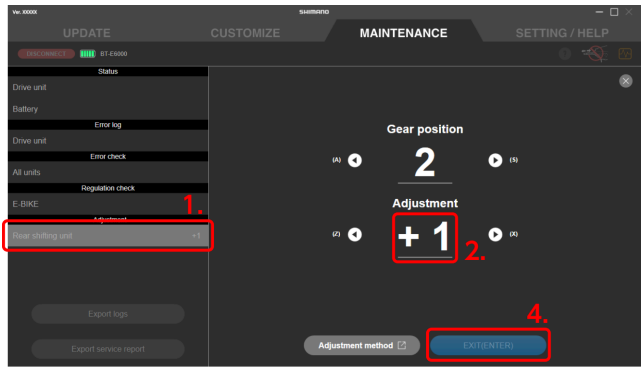 Ver. XXXXX
SHIMANO
UPDATE
CUSTOMIZE
MAINTENANCE
SETTING / HELP
DISCONNECT
BT-E6000
Status
Drive unit
Battery
Error log
Drive unit
Error check
All units
Regulation check
E-BIKE
1.
Adjustment
Rear shifting unit +1
Export logs
Export service report
Gear position
(A) 2 (S)
Adjustment
(Z) + 1 (X)
2.
4.
Adjustment method
EXIT(ENTER)